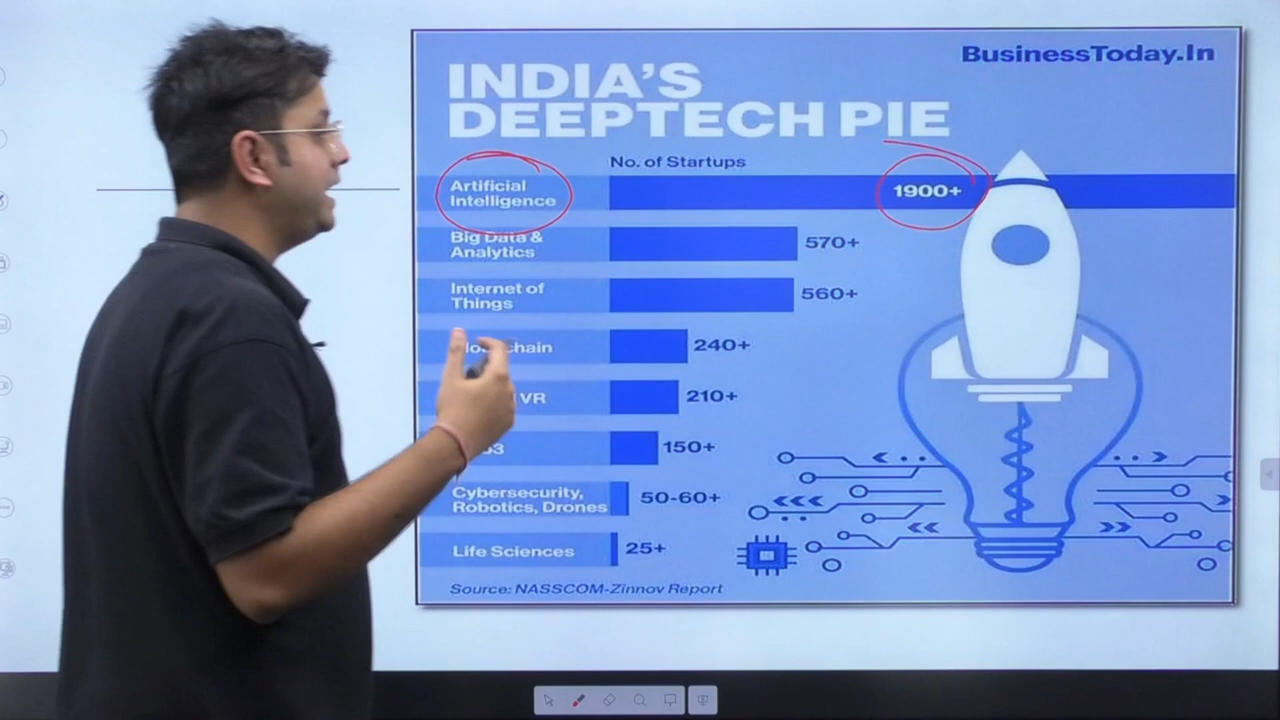 BusinessToday.In
INDIA'S
DEEPTECH PIE
No. of Startups
Artificial
Intelligence
1900+
Big Data &
Analytics
570+
Internet of
Things
560+
240+
VR
210+
150+
Cybersecurity,
Robotics, Drones
50-60+
Life Sciences
25+
Source: NASSCOM-Zinnov Report